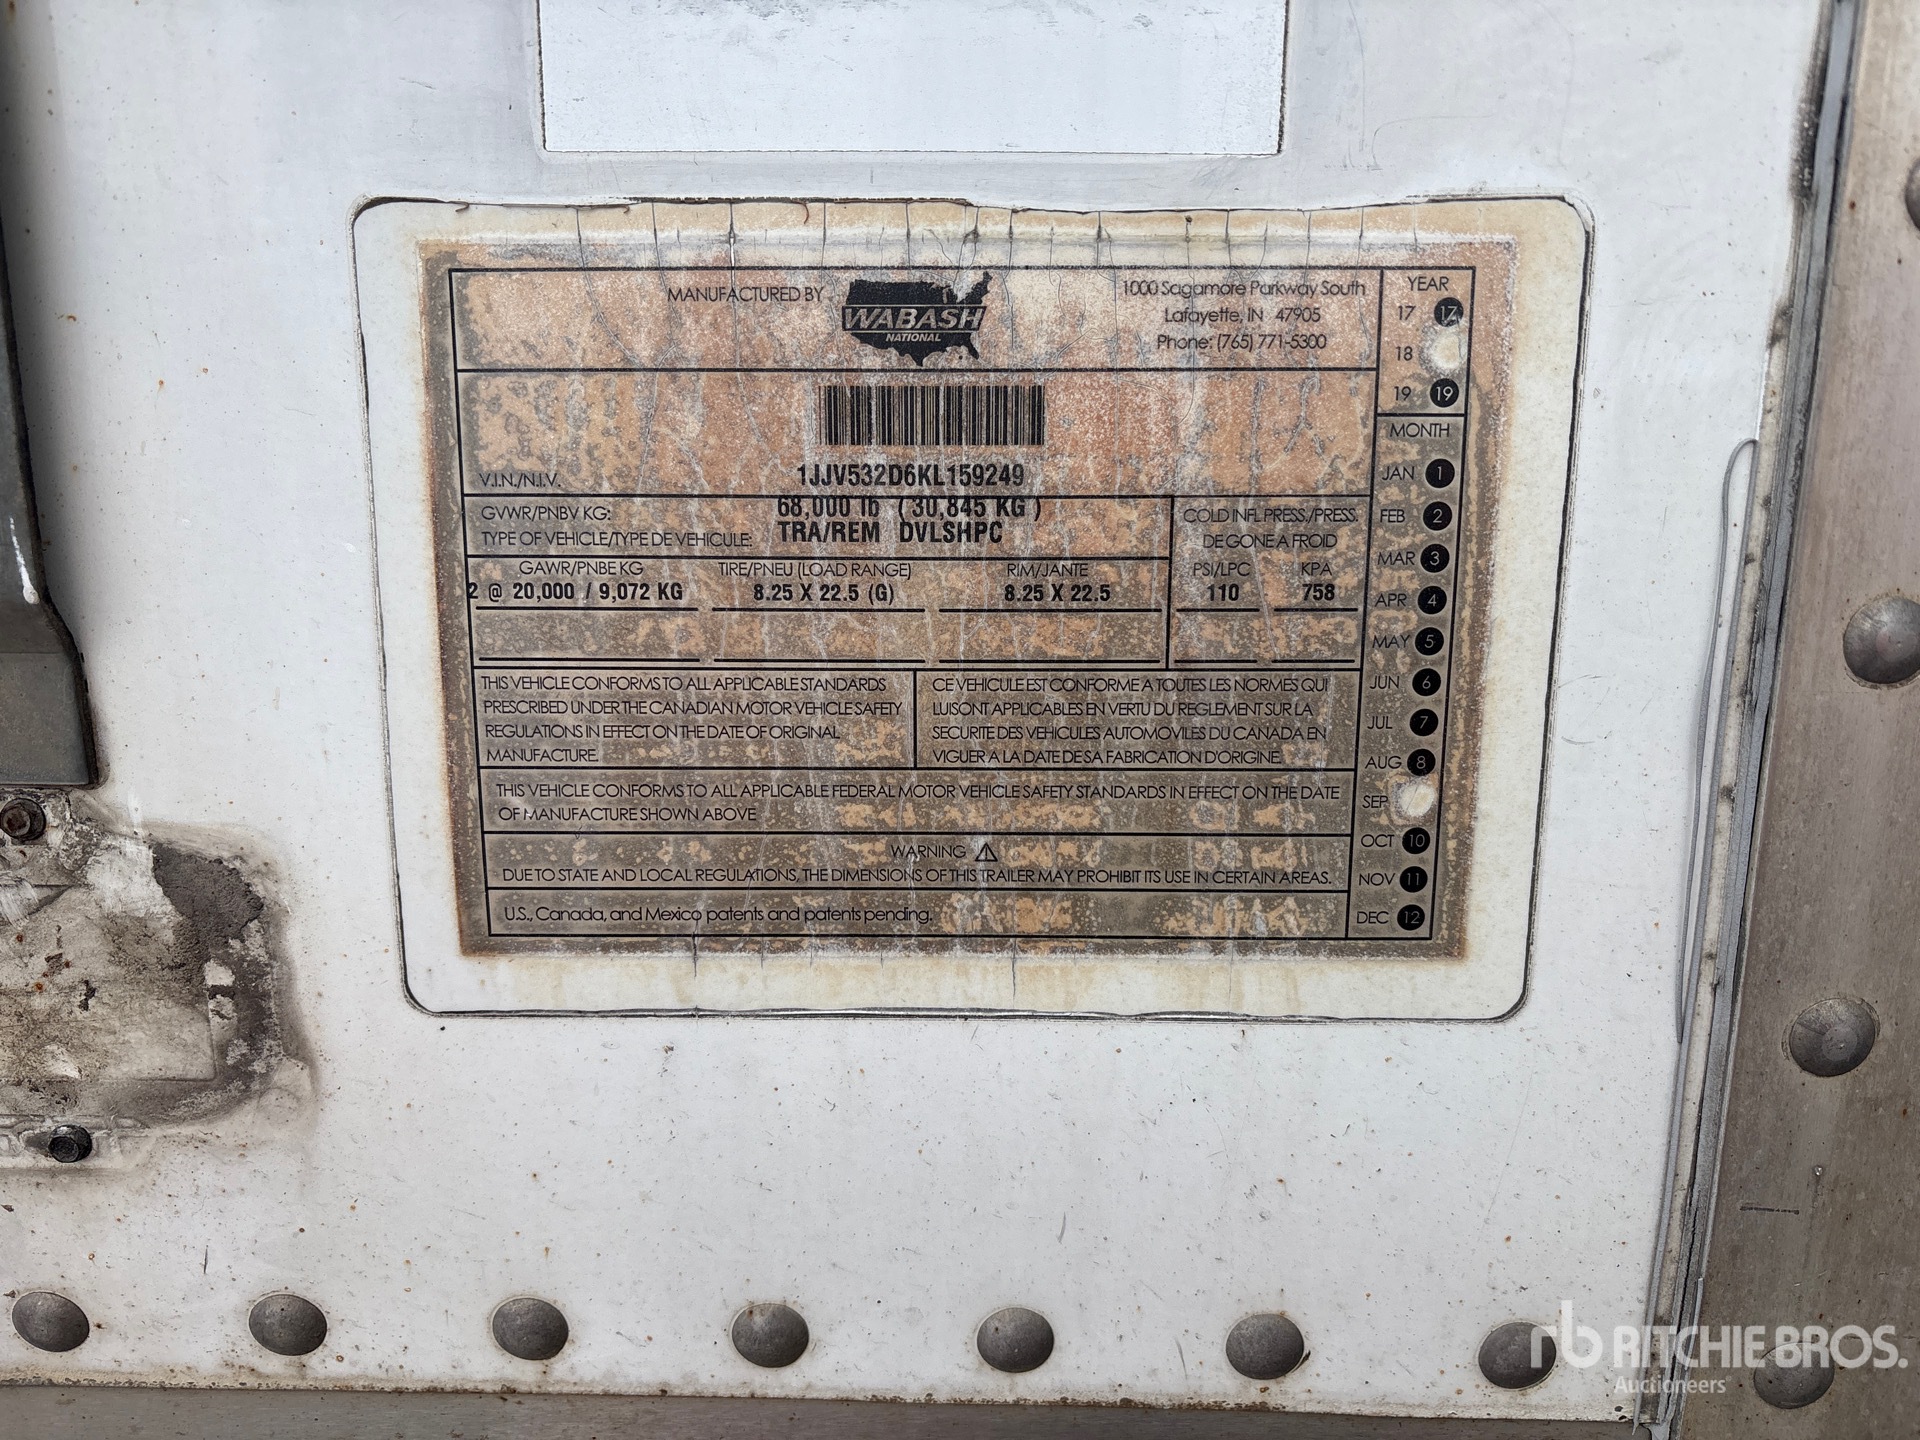 MANUFACTURED BY
WABASH
NATIONAL
1000 Sagamore Parkway South
Lafayette, IN 47905
Phone: (765) 771-5300
YEAR
17 17
18
19 19
MONTH
JAN 1
FEB 2
MAR 3
APR 4
MAY 5
JUN 6
JUL 7
AUG 8
SEP
OCT 10
NOV 11
DEC 12
V.I.N./N.I.V. 1JJV532D6KL159249
GVWR/PNBV KG: 68,000 lb ( 30,845 KG )
TYPE OF VEHICLE/TYPE DE VEHICULE: TRA/REM DVLSHPC
COLD INFL PRESS./PRESS.
DE GONE A FROID
GAWR/PNBE KG TIRE/PNEU (LOAD RANGE) RIM/JANTE PSI/LPC KPA
2 @ 20,000 / 9,072 KG 8.25 X 22.5 (G) 8.25 X 22.5 110 758
THIS VEHICLE CONFORMS TO ALL APPLICABLE STANDARDS
PRESCRIBED UNDER THE CANADIAN MOTOR VEHICLE SAFETY
REGULATIONS IN EFFECT ON THE DATE OF ORIGINAL
MANUFACTURE.
CE VEHICULE EST CONFORME A TOUTES LES NORMES QUI
LUISONT APPLICABLES EN VERTU DU REGLEMENT SUR LA
SECURITE DES VEHICULES AUTOMOVILES DU CANADA EN
VIGUER A LA DATE DE SA FABRICATION D'ORIGINE.
THIS VEHICLE CONFORMS TO ALL APPLICABLE FEDERAL MOTOR VEHICLE SAFETY STANDARDS IN EFFECT ON THE DATE
OF MANUFACTURE SHOWN ABOVE
WARNING
DUE TO STATE AND LOCAL REGULATIONS, THE DIMENSIONS OF THIS TRAILER MAY PROHIBIT ITS USE IN CERTAIN AREAS.
U.S., Canada, and Mexico patents and patents pending.
rb RITCHIE BROS.
Auctioneers